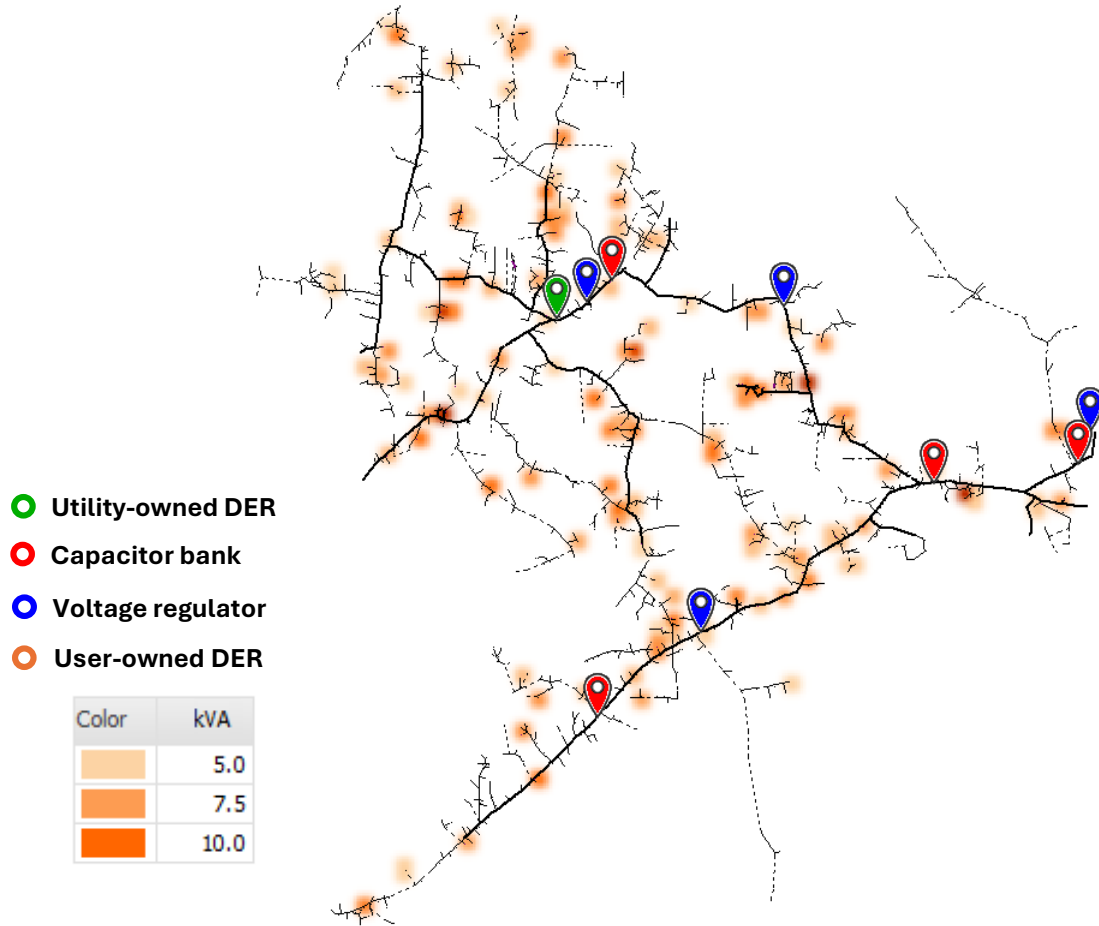 Utility-owned DER
Capacitor bank
Voltage regulator
User-owned DER
Color kVA
5.0
7.5
10.0